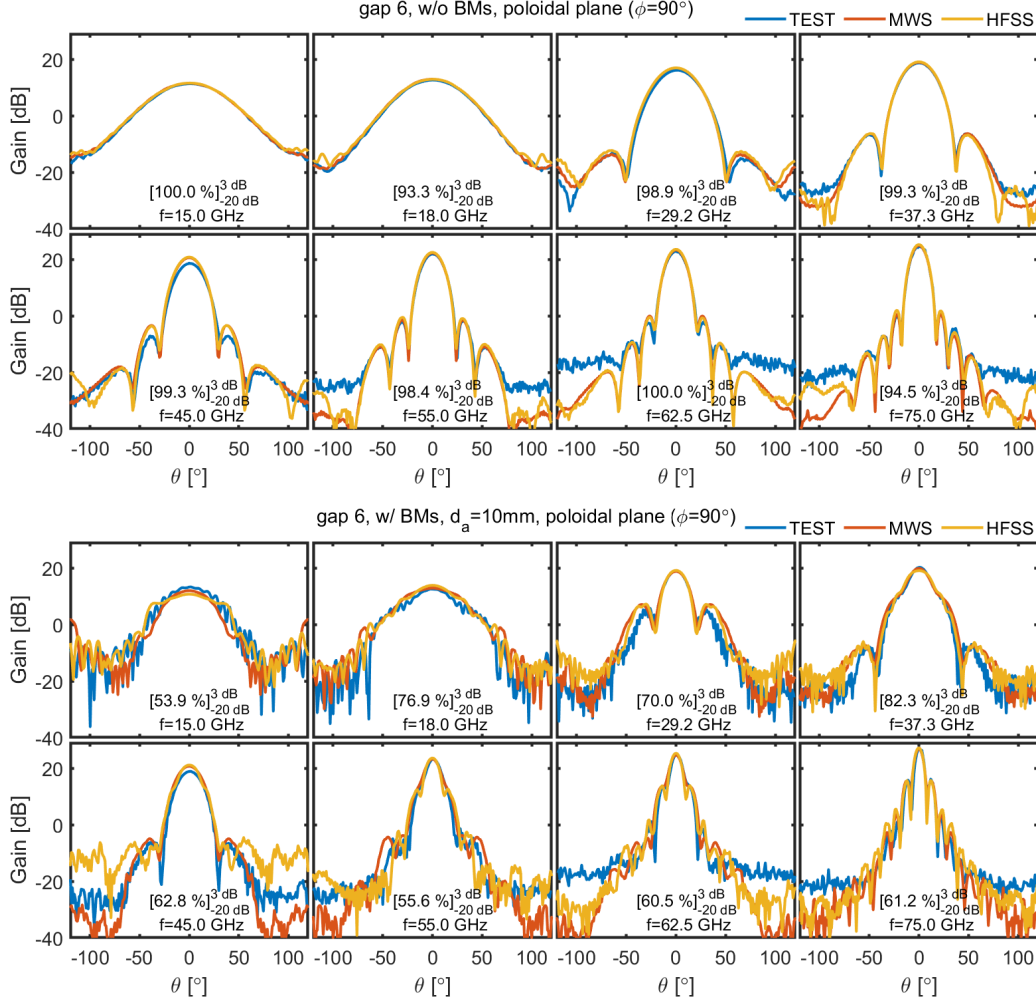 gap 6, w/o BMs, poloidal plane (ϕ=90°)
TEST MWS HFSS
Gain [dB]
20
0
-20
-40
[100.0 %]3 dB -20 dB
f=15.0 GHz
[93.3 %]3 dB -20 dB
f=18.0 GHz
[98.9 %]3 dB -20 dB
f=29.2 GHz
[99.3 %]3 dB -20 dB
f=37.3 GHz
Gain [dB]
20
0
-20
-40
[99.3 %]3 dB -20 dB
f=45.0 GHz
[98.4 %]3 dB -20 dB
f=55.0 GHz
[100.0 %]3 dB -20 dB
f=62.5 GHz
[94.5 %]3 dB -20 dB
f=75.0 GHz
-100 -50 0 50 100 -100 -50 0 50 100 -100 -50 0 50 100 -100 -50 0 50 100
θ [°] θ [°] θ [°] θ [°]
gap 6, w/ BMs, da=10mm, poloidal plane (ϕ=90°)
TEST MWS HFSS
Gain [dB]
20
0
-20
-40
[53.9 %]3 dB -20 dB
f=15.0 GHz
[76.9 %]3 dB -20 dB
f=18.0 GHz
[70.0 %]3 dB -20 dB
f=29.2 GHz
[82.3 %]3 dB -20 dB
f=37.3 GHz
Gain [dB]
20
0
-20
-40
[62.8 %]3 dB -20 dB
f=45.0 GHz
[55.6 %]3 dB -20 dB
f=55.0 GHz
[60.5 %]3 dB -20 dB
f=62.5 GHz
[61.2 %]3 dB -20 dB
f=75.0 GHz
-100 -50 0 50 100 -100 -50 0 50 100 -100 -50 0 50 100 -100 -50 0 50 100
θ [°] θ [°] θ [°] θ [°]